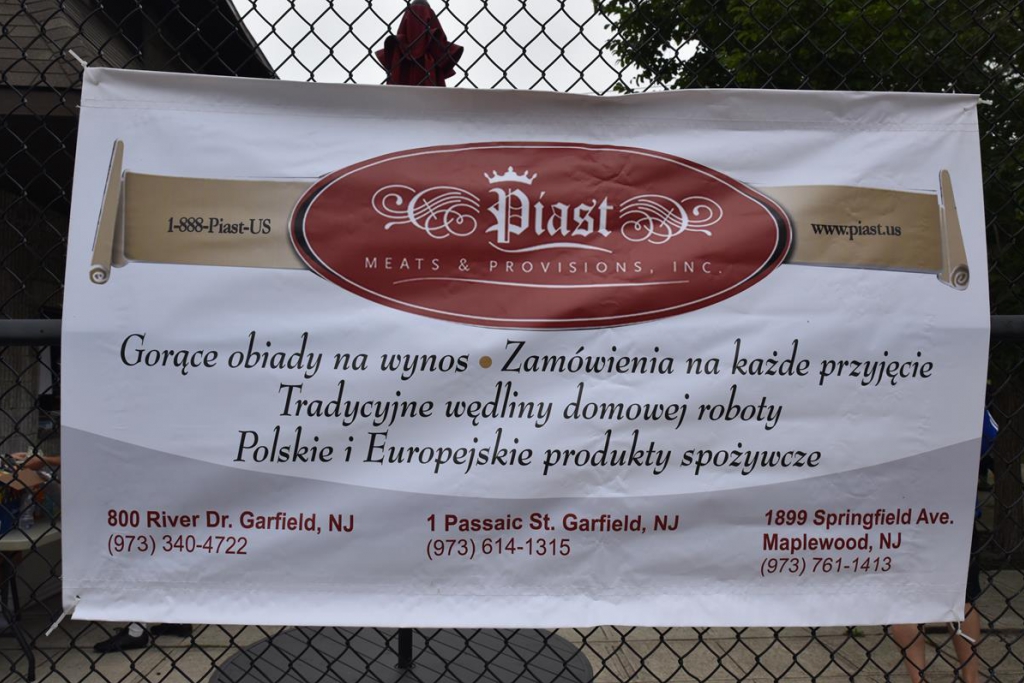 1-888-Piast-US
Piast
MEATS & PROVISIONS, INC.
www.piast.us
Gorące obiady na wynos • Zamówienia na każde przyjęcie
Tradycyjne wędliny domowej roboty
Polskie i Europejskie produkty spożywcze
800 River Dr. Garfield, NJ
(973) 340-4722
1 Passaic St. Garfield, NJ
(973) 614-1315
1899 Springfield Ave.
Maplewood, NJ
(973) 761-1413